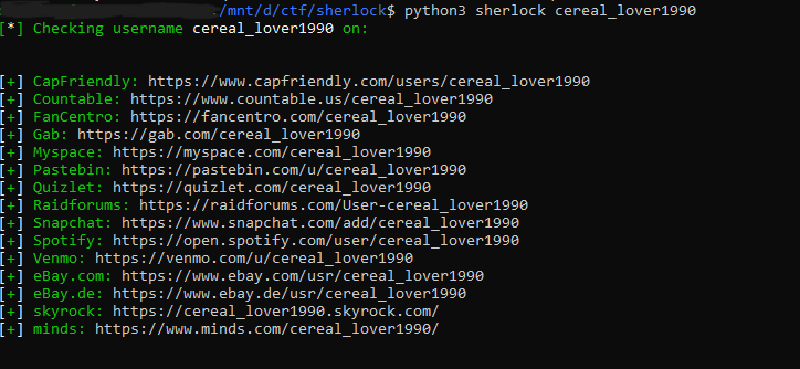 /mnt/d/ctf/sherlock$ python3 sherlock cereal_lover1990
[*] Checking username cereal_lover1990 on:
[+] CapFriendly: https://www.capfriendly.com/users/cereal_lover1990
[+] Countable: https://www.countable.us/cereal_lover1990
[+] FanCentro: https://fancentro.com/cereal_lover1990
[+] Gab: https://gab.com/cereal_lover1990
[+] Myspace: https://myspace.com/cereal_lover1990
[+] Pastebin: https://pastebin.com/u/cereal_lover1990
[+] Quizlet: https://quizlet.com/cereal_lover1990
[+] Raidforums: https://raidforums.com/User-cereal_lover1990
[+] Snapchat: https://www.snapchat.com/add/cereal_lover1990
[+] Spotify: https://open.spotify.com/user/cereal_lover1990
[+] Venmo: https://venmo.com/u/cereal_lover1990
[+] eBay.com: https://www.ebay.com/usr/cereal_lover1990
[+] eBay.de: https://www.ebay.de/usr/cereal_lover1990
[+] skyrock: https://cereal_lover1990.skyrock.com/
[+] minds: https://www.minds.com/cereal_lover1990/